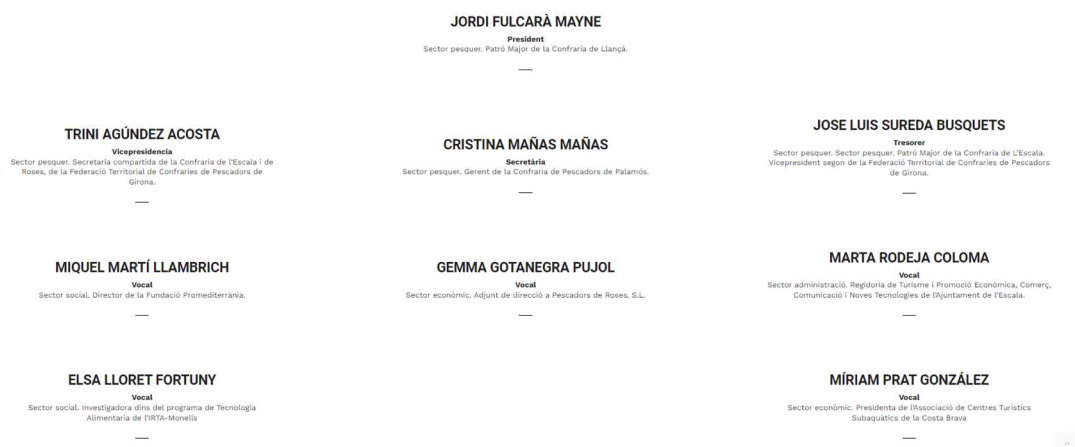 JORDI FULCARÀ MAYNE
President
Sector pesquer. Patró Major de la Confraria de Llançà.
TRINI AGÚNDEZ ACOSTA
Vicepresidencia
Sector pesquer. Secretaria compartida de la Confraria de l'Escala i de
Roses, de la Federació Territorial de Confraries de Pescadors de
Girona.
CRISTINA MAÑAS MAÑAS
Secretària
Sector pesquer. Gerent de la Confraria de Pescadors de Palamós.
JOSE LUIS SUREDA BUSQUETS
Tresorer
Sector pesquer. Sector pesquer. Patró Major de la Confraria de L'Escala.
Vicepresident segon de la Federació Territorial de Confraries de Pescadors
de Girona.
MIQUEL MARTÍ LLAMBRICH
Vocal
Sector social. Director de la Fundació Promediterrània.
GEMMA GOTANEGRA PUJOL
Vocal
Sector econòmic. Adjunt de direcció a Pescadors de Roses, S.L.
MARTA RODEJA COLOMA
Vocal
Sector administració. Regidoria de Turisme i Promoció Econòmica, Comerç,
Comunicació i Noves Tecnologies de l'Ajuntament de l'Escala.
ELSA LLORET FORTUNY
Vocal
Sector social. Investigadora dins del programa de Tecnologia
Alimentaria de l'IRTA-Monells
MÍRIAM PRAT GONZÁLEZ
Vocal
Sector econòmic. Presidenta de l'Associació de Centres Turístics
Subaquàtics de la Costa Brava